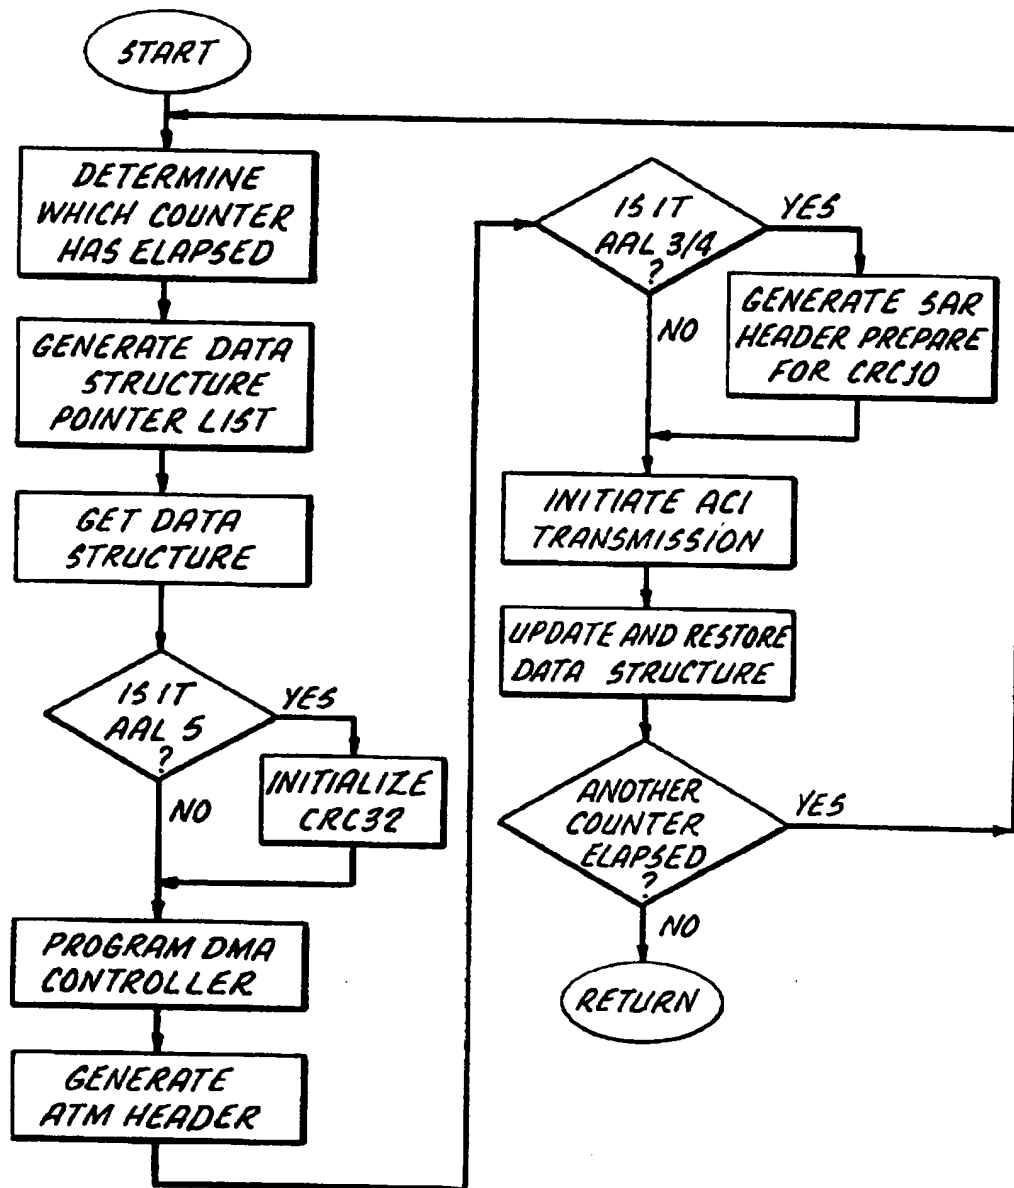 START
DETERMINE
WHICH COUNTER
HAS ELAPSED
GENERATE DATA
STRUCTURE
POINTER LIST
GET DATA
STRUCTURE
IS IT
AAL 5
?
YES
NO
INITIALIZE
CRC32
PROGRAM DMA
CONTROLLER
GENERATE
ATM HEADER
IS IT
AAL 3/4
?
YES
NO
GENERATE SAR
HEADER PREPARE
FOR CRC10
INITIATE ACI
TRANSMISSION
UPDATE AND RESTORE
DATA STRUCTURE
ANOTHER
COUNTER
ELAPSED
?
YES
NO
RETURN